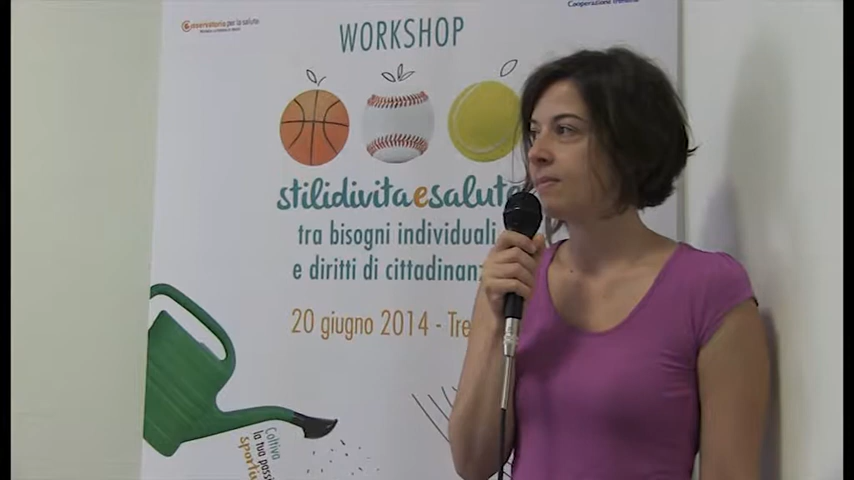 Osservatorio per la salute
Cooperazione trentina
WORKSHOP
stilidivitaesalute
tra bisogni individuali
e diritti di cittadinanz
20 giugno 2014 - Tre
Coltiva
la tua pass
sporti